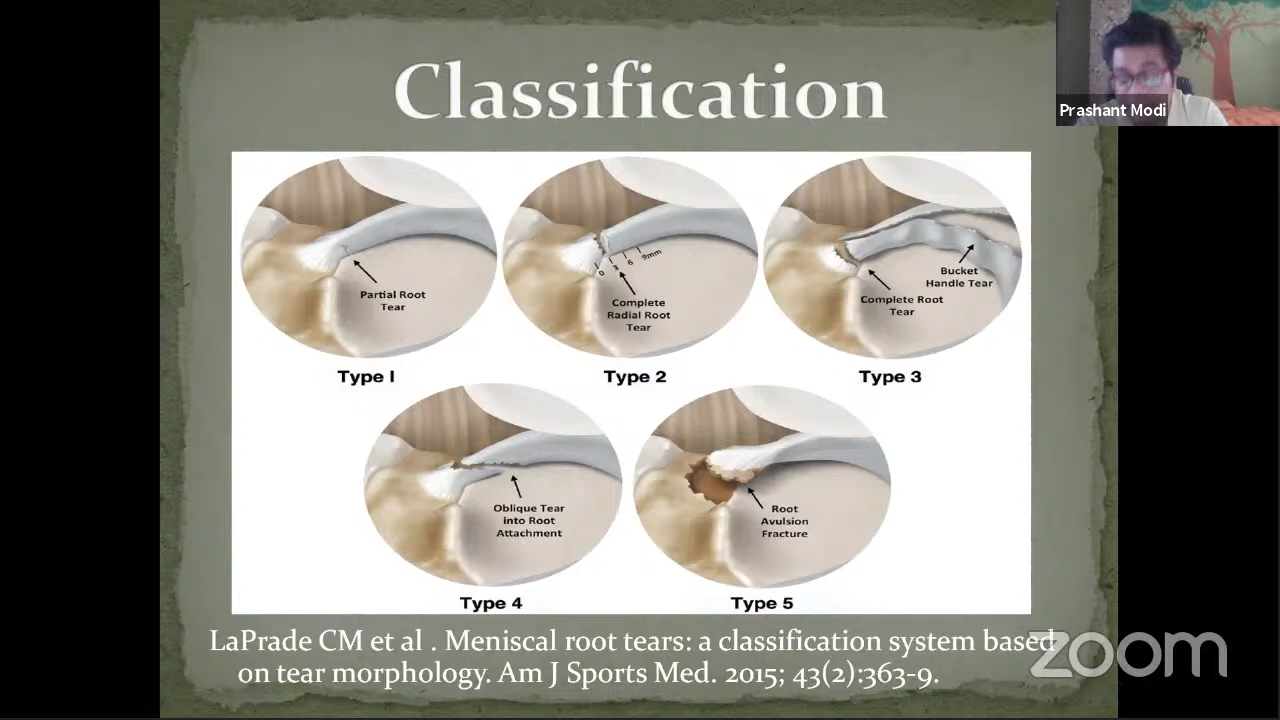 Classification
Prashant Modi
Partial Root
Tear
Type I
0 3 6 9mm
Complete
Radial Root
Tear
Type 2
Bucket
Handle Tear
Complete Root
Tear
Type 3
Oblique Tear
into Root
Attachment
Type 4
Root
Avulsion
Fracture
Type 5
LaPrade CM et al . Meniscal root tears: a classification system based
on tear morphology. Am J Sports Med. 2015; 43(2):363-9.
zoom